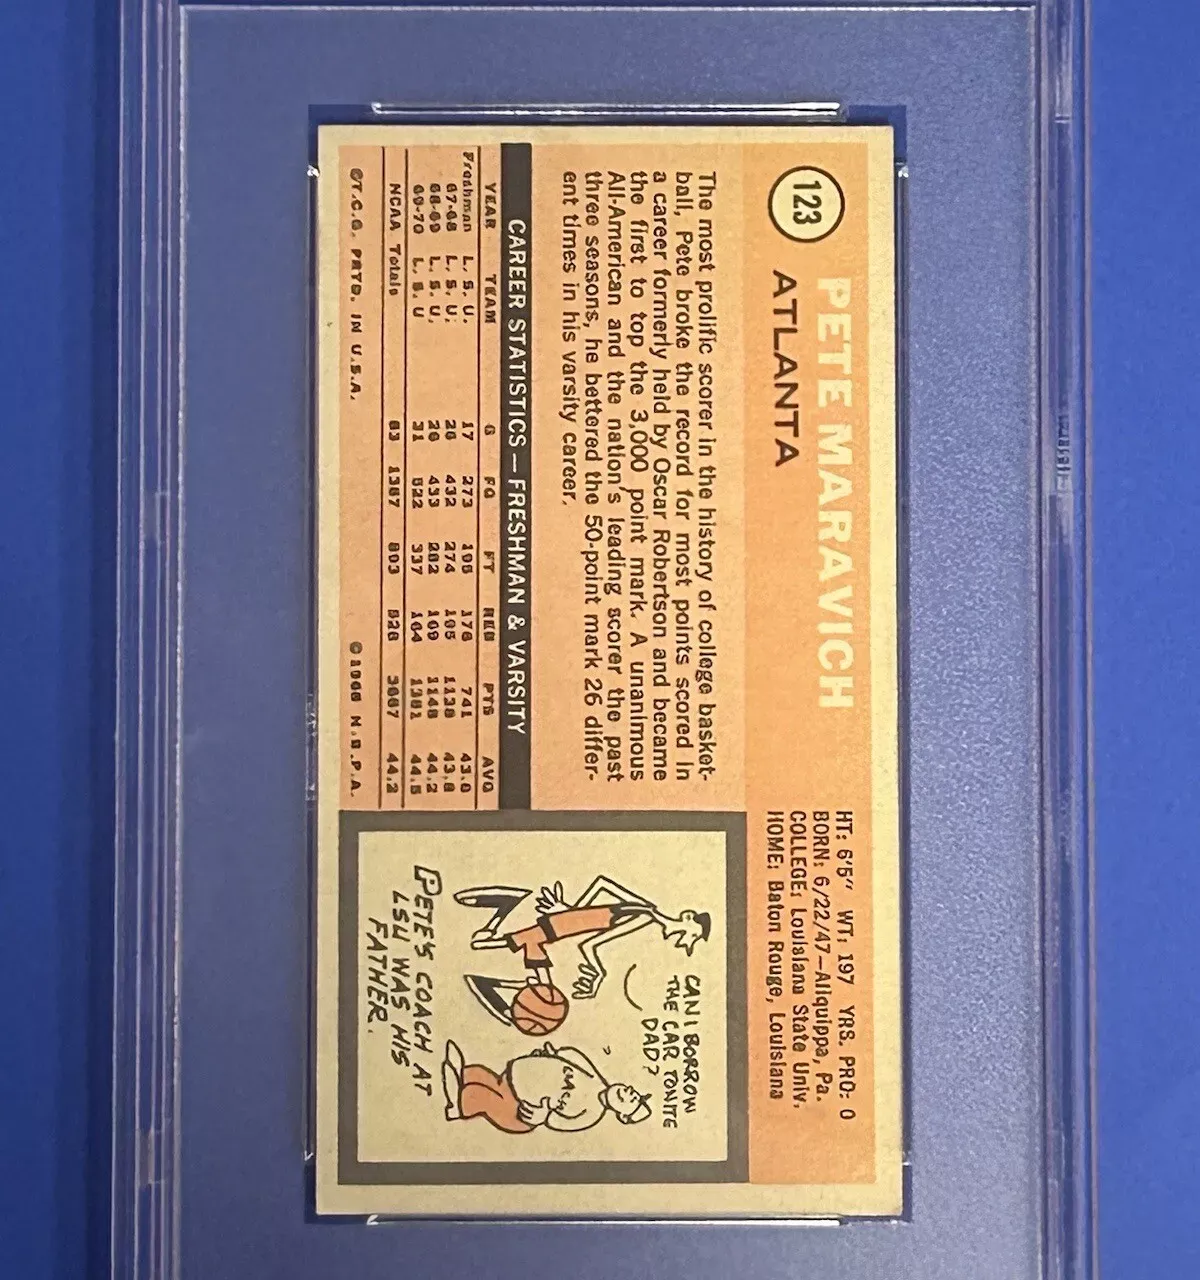 123
PETE MARAVICH
ATLANTA
HT: 6'5" WT: 197 YRS. PRO: 0
BORN: 6/22/47—Aliquippa, Pa.
COLLEGE: Louisiana State Univ.
HOME: Baton Rouge, Louisiana
The most prolific scorer in the history of college basket-
ball, Pete broke the record for most points scored in
a career formerly held by Oscar Robertson and became
the first to top the 3,000 point mark. A unanimous
All-American and the nation's leading scorer the past
three seasons, he bettered the 50-point mark 26 differ-
ent times in his varsity career.
CAREER STATISTICS — FRESHMAN & VARSITY
YEAR TEAM G FG FT REB PTS AVG
Freshman L. S. U. 17 273 195 176 741 43.6
67-68 L. S. U. 26 432 274 195 1138 43.8
68-69 L. S. U. 26 433 282 169 1148 44.2
69-70 L. S. U 31 522 337 164 1381 44.5
NCAA Totals 83 1387 893 528 3667 44.2
©T.C.G. PRTD. IN U.S.A. N.B.P.A.
CAN I BORROW
THE CAR TONITE
DAD?
PETE'S COACH AT
LSU WAS HIS
FATHER.